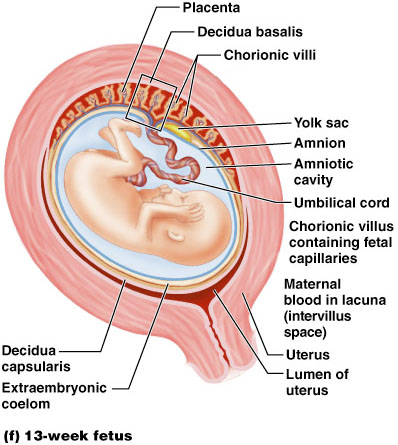 Placenta
Decidua basalis
Chorionic villi
Yolk sac
Amnion
Amniotic
cavity
Umbilical cord
Chorionic villus
containing fetal
capillaries
Maternal
blood in lacuna
(intervillus
space)
Uterus
Lumen of
uterus
Decidua
capsularis
Extraembryonic
coelom
(f) 13-week fetus